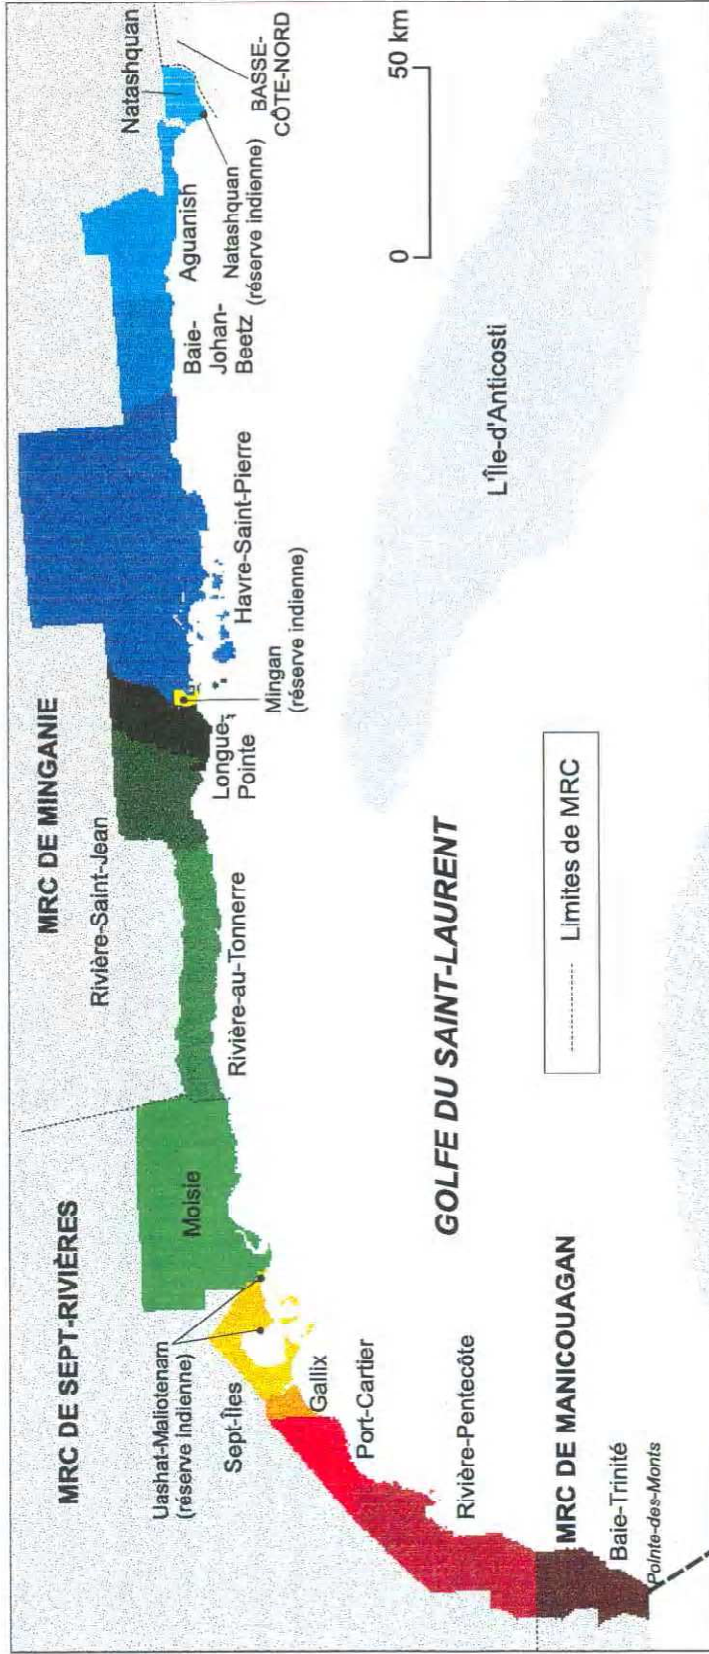 MRC DE SEPT-RIVIÈRES
MRC DE MINGANIE
Rivière-Saint-Jean
Natashquan
Uashat-Maliotenam
(réserve indienne)
Moisie
Rivière-au-Tonnerre
Longue-
Pointe
Mingan
(réserve indienne)
Havre-Saint-Pierre
Baie-
Johan-
Beetz
Aguanish
Natashquan
(réserve indienne)
BASSE-
CÔTE-NORD
Sept-Îles
Gallix
Port-Cartier
Rivière-Pentecôte
GOLFE DU SAINT-LAURENT
L'Île-d'Anticosti
0
50 km
MRC DE MANICOUAGAN
Baie-Trinité
Pointe-des-Monts
Limites de MRC